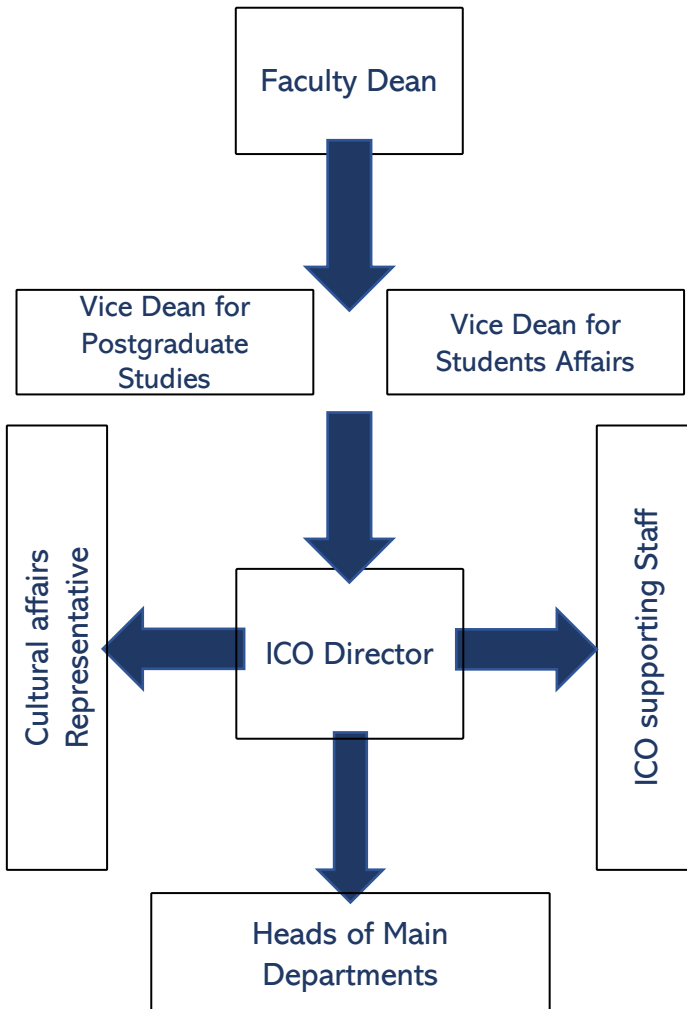 Faculty Dean
Vice Dean for
Postgraduate
Studies
Vice Dean for
Students Affairs
Cultural affairs
Representative
ICO Director
ICO supporting Staff
Heads of Main
Departments